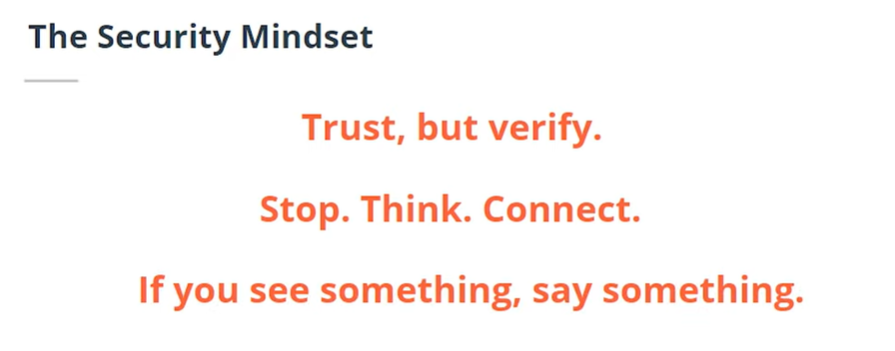 The Security Mindset
Trust, but verify.
Stop. Think. Connect.
If you see something, say something.